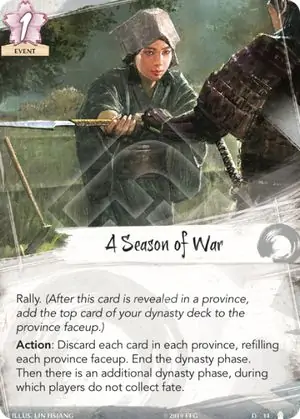 1
EVENT
A Season of War
Rally. (After this card is revealed in a province,
add the top card of your dynasty deck to the
province faceup.)
Action: Discard each card in each province, refilling
each province faceup. End the dynasty phase.
Then there is an additional dynasty phase, during
which players do not collect fate.
ILLUS. LIN HSIANG
©2019 FFG
D